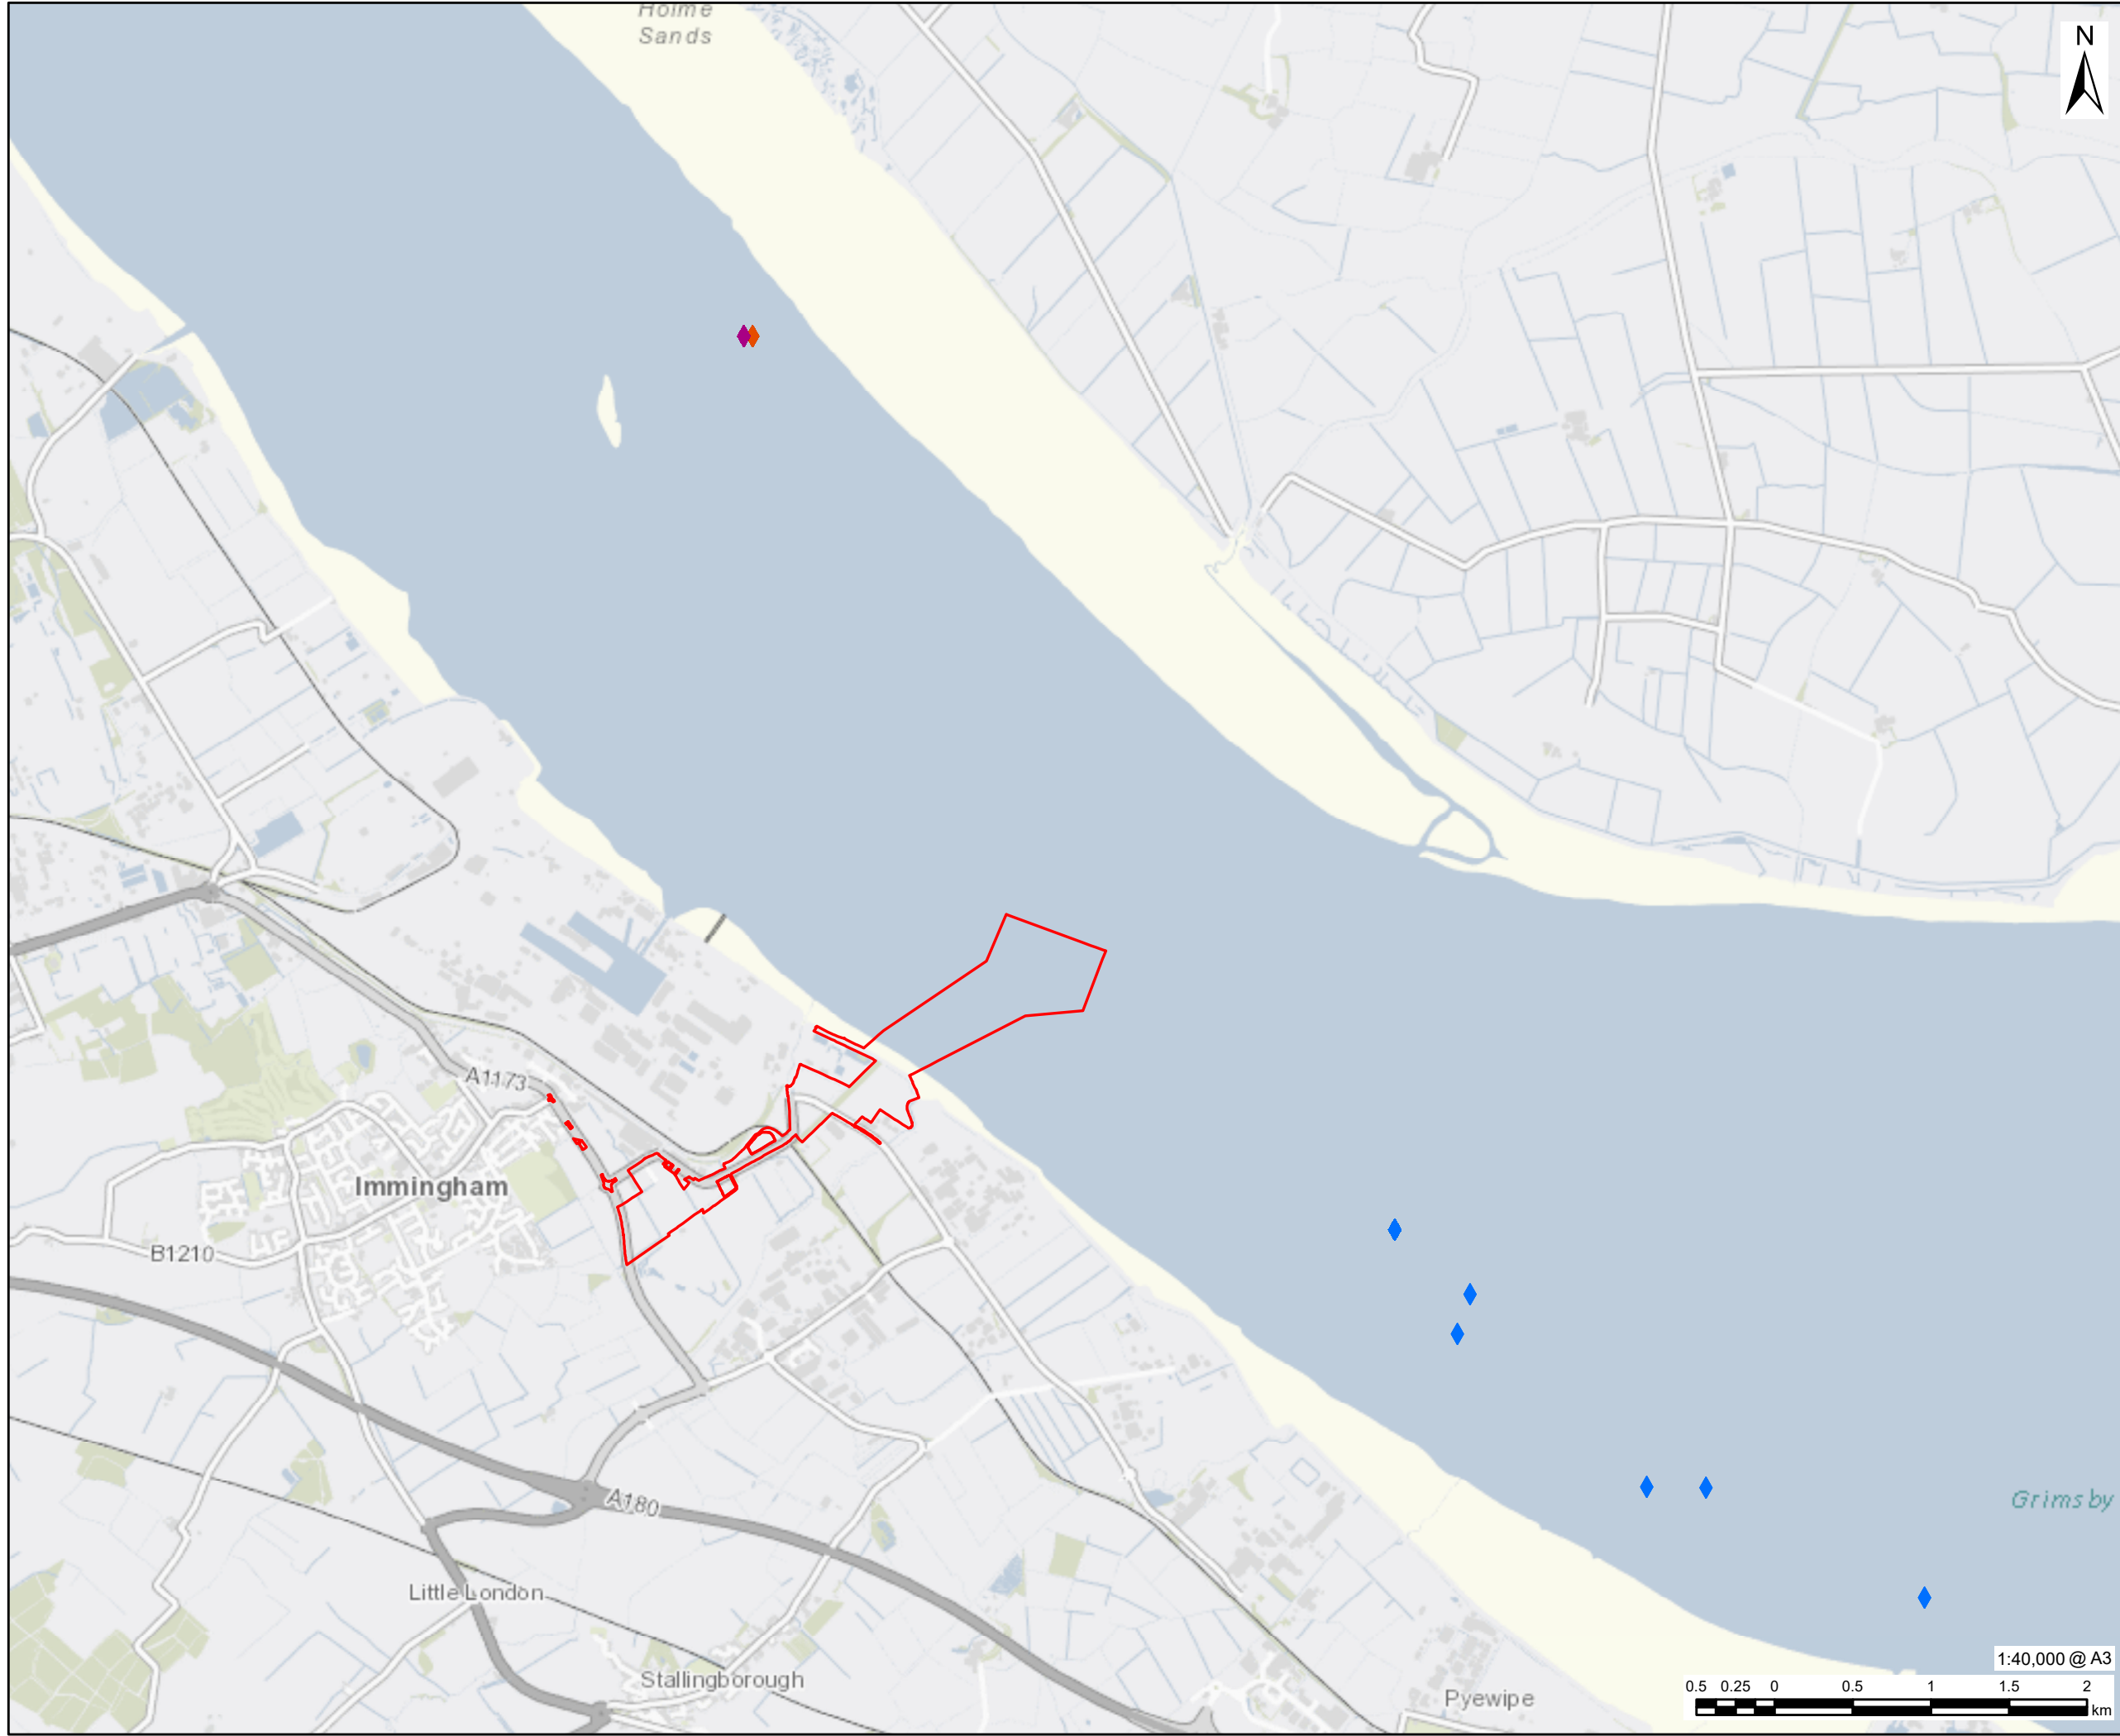 Holme
Sands
N
A1173
Immingham
B1210
A180
Grimsby
Little London
Stallingborough
Pyewipe
1:40,000 @ A3
0.5 0.25 0 0.5 1 1.5 2
km